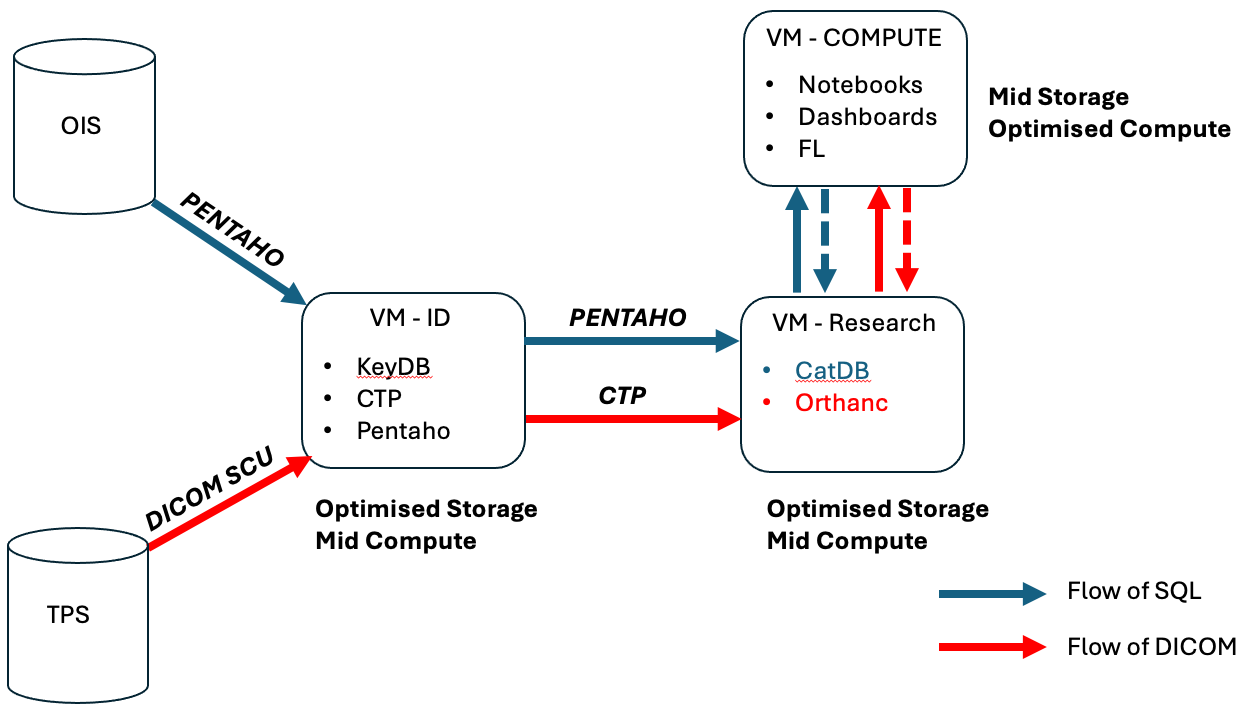 OIS
PENTAHO
VM - COMPUTE
• Notebooks
• Dashboards
• FL
Mid Storage
Optimised Compute
VM - ID
• KeyDB
• CTP
• Pentaho
Optimised Storage
Mid Compute
PENTAHO
CTP
VM - Research
• CatDB
• Orthanc
Optimised Storage
Mid Compute
DICOM SCU
TPS
Flow of SQL
Flow of DICOM